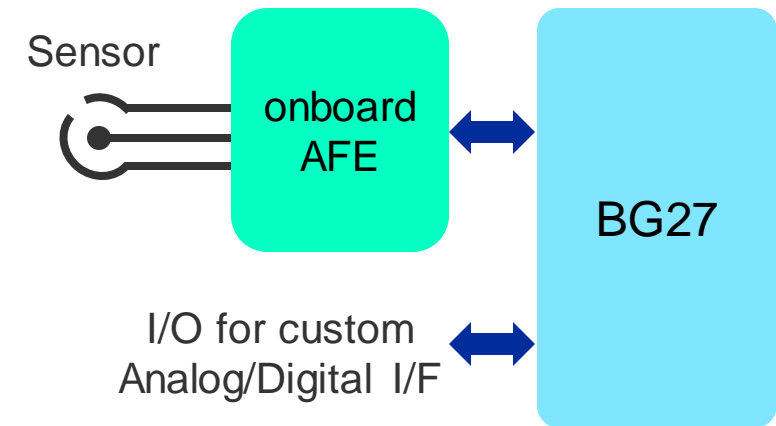 Sensor
onboard
AFE
BG27
I/O for custom
Analog/Digital I/F